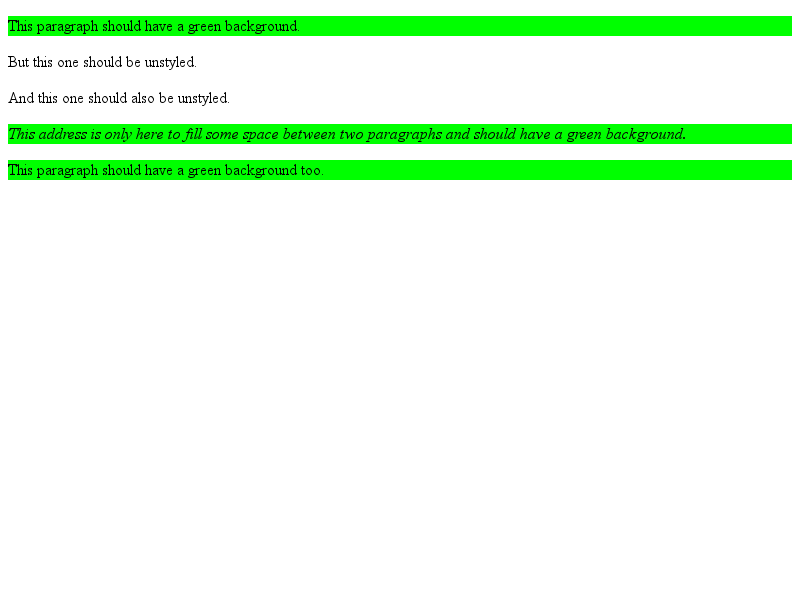 This paragraph should have a green background.
But this one should be unstyled.
And this one should also be unstyled.
This address is only here to fill some space between two paragraphs and should have a green background.
This paragraph should have a green background too.